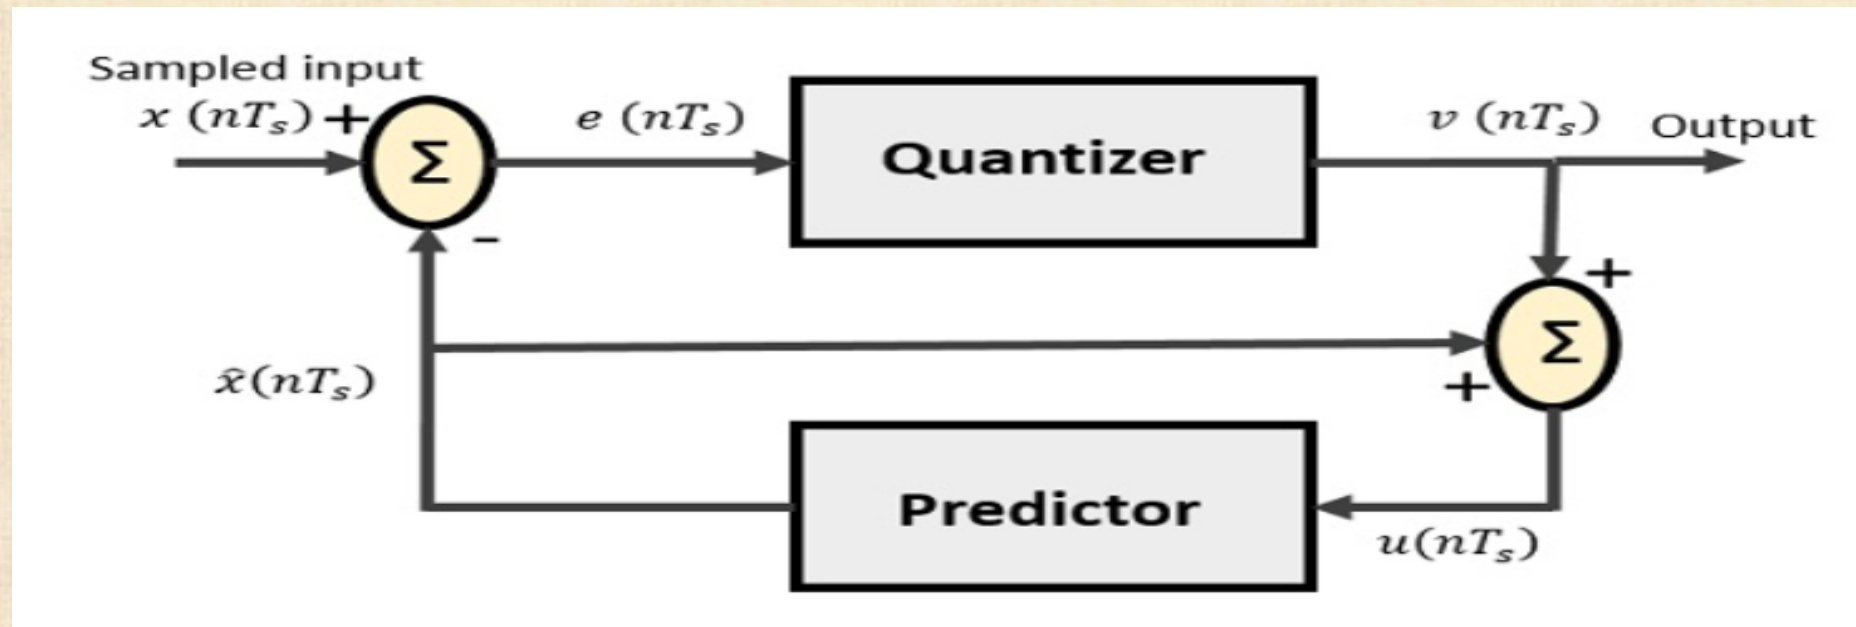 Sampled input
x (nTₛ) +
Σ
e (nTₛ)
Quantizer
v (nTₛ)
Output
-
+
Σ
+
x̂(nTₛ)
Predictor
u(nTₛ)